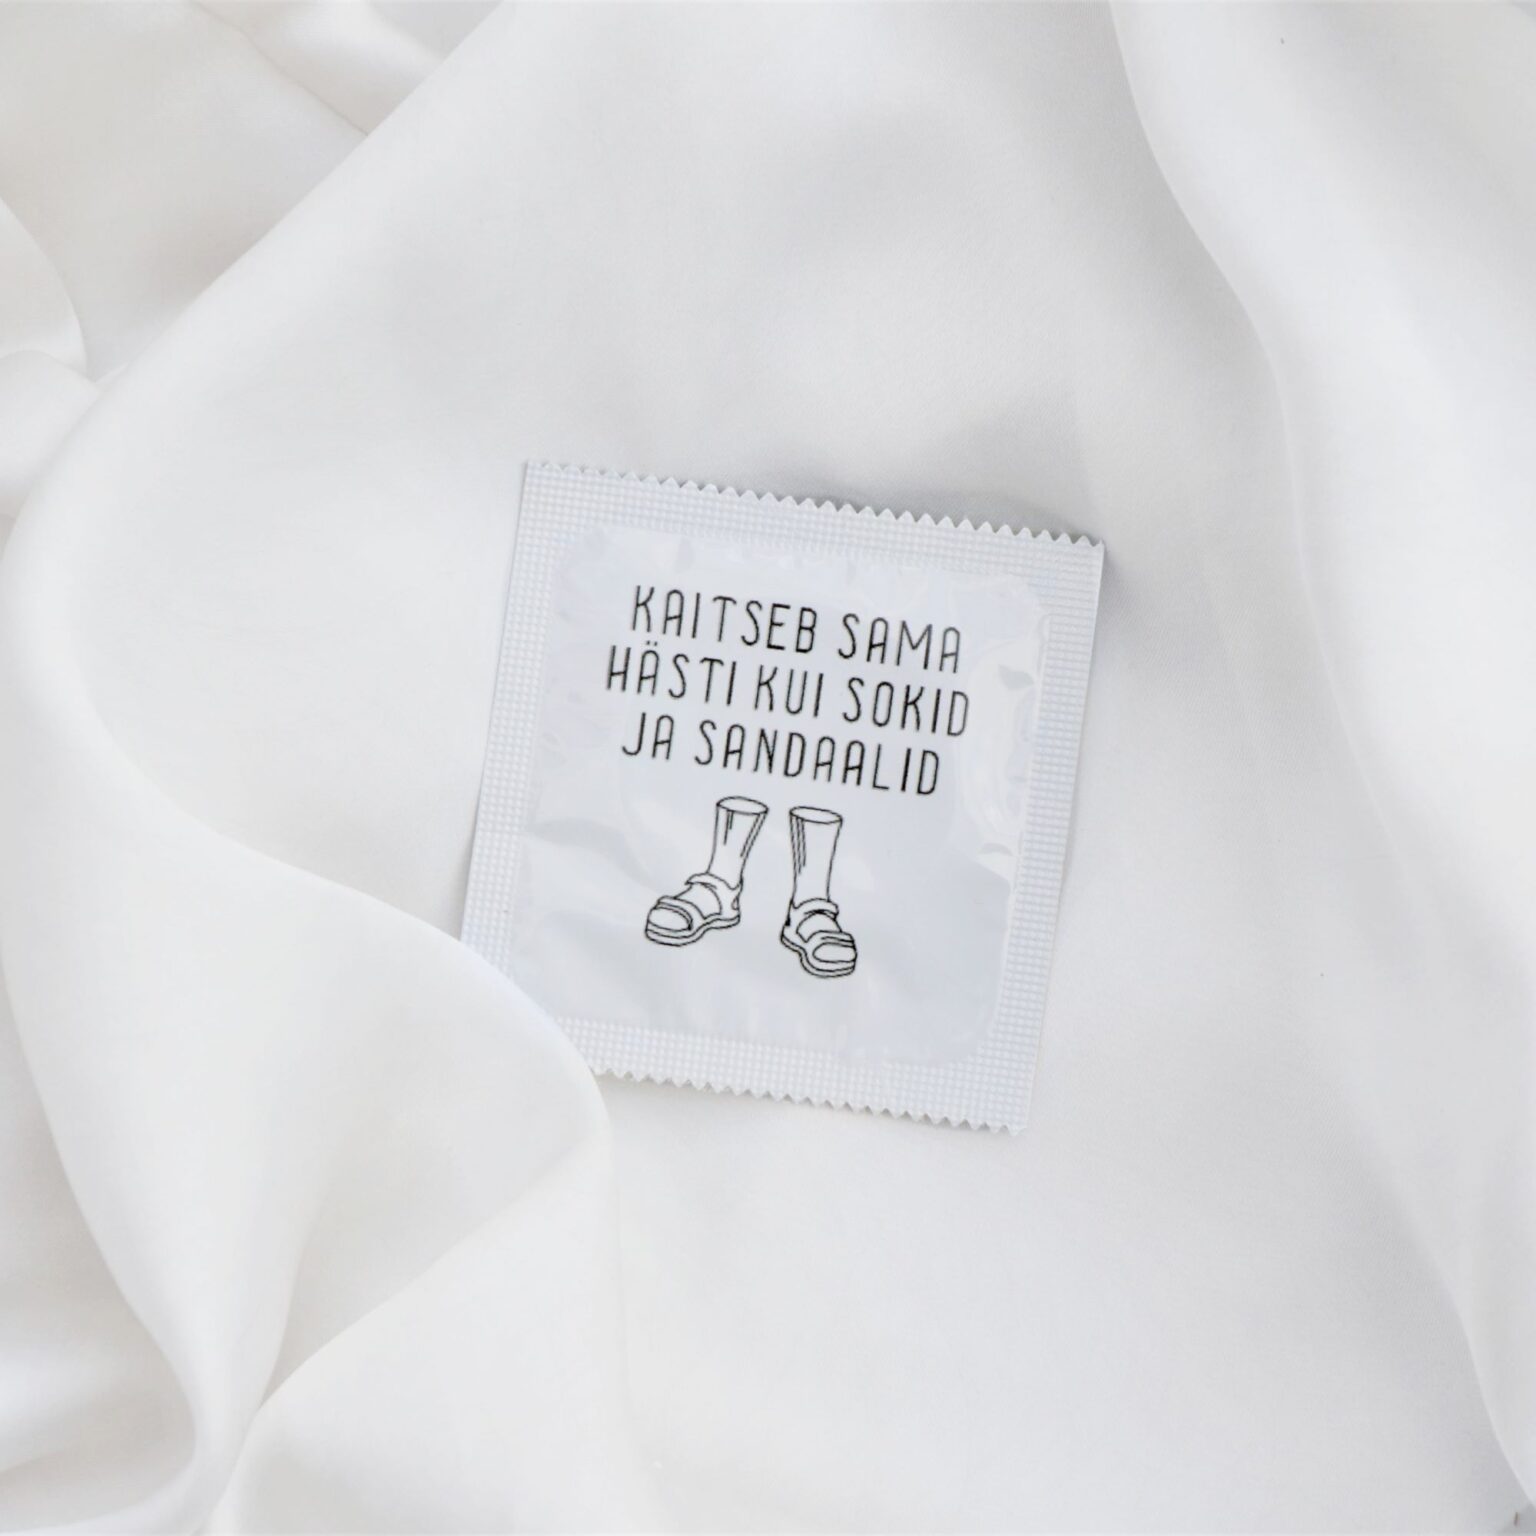 KAITSEB SAMA
HÄSTI KUI SOKID
JA SANDAALID